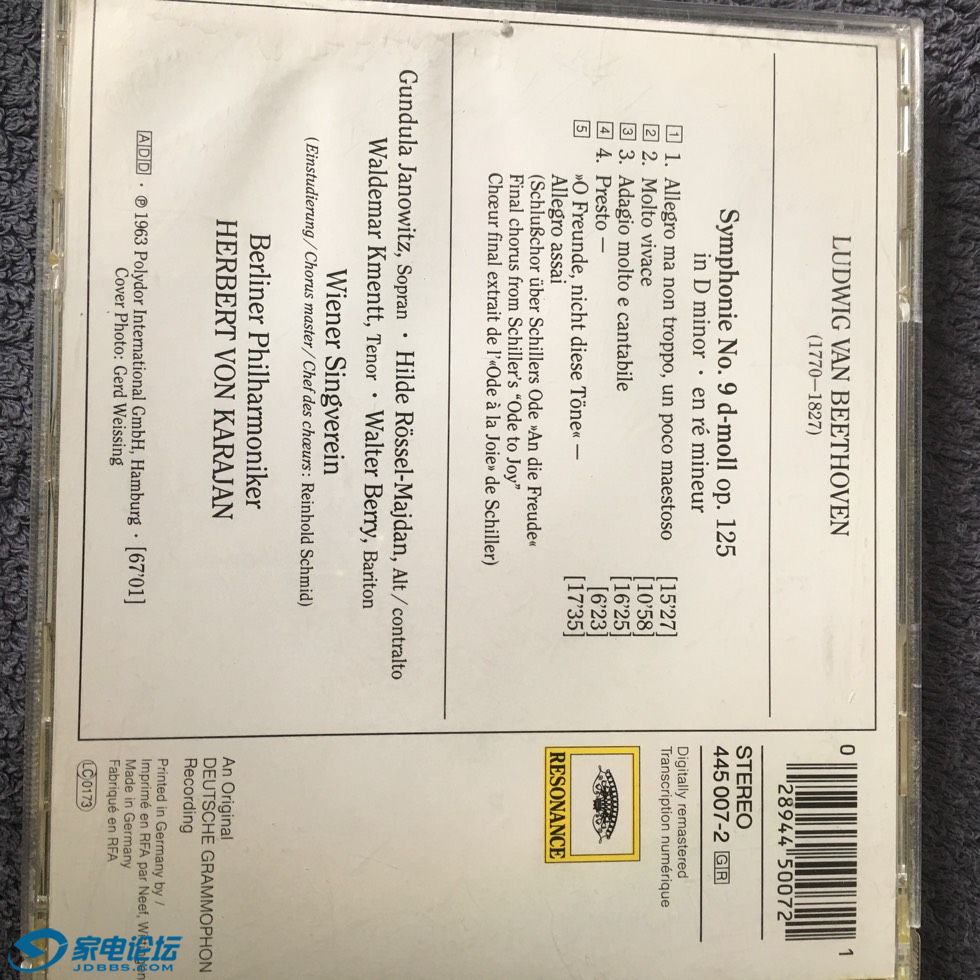 LUDWIG VAN BEETHOVEN
(1770—1827)
Symphonie No. 9 d-moll op. 125
in D minor · en ré mineur
1 1. Allegro ma non troppo, un poco maestoso [15'27]
2 2. Molto vivace [10'58]
3 3. Adagio molto e cantabile [16'25]
4 4. Presto — [6'23]
5 »O Freunde, nicht diese Töne« — [17'35]
Allegro assai
(Schlußchor über Schillers Ode »An die Freude«
Final chorus from Schiller's "Ode to Joy"
Chœur final extrait de l'«Ode à la Joie» de Schiller)
Gundula Janowitz, Sopran · Hilde Rössel-Majdan, Alt / contralto
Waldemar Kmentt, Tenor · Walter Berry, Bariton
Wiener Singverein
(Einstudierung / Chorus master / Chef des chœurs: Reinhold Schmid)
Berliner Philharmoniker
HERBERT VON KARAJAN
ADD · ℗ 1963 Polydor International GmbH, Hamburg · [67'01]
Cover Photo: Gerd Weissing
0 28944 50072 1
STEREO
445 007-2 GR
Digitally remastered
Transcription numérique
RESONANCE
An Original
DEUTSCHE GRAMMOPHON
Recording
Printed in Germany by /
Imprimé en RFA par Neef,
Made in Germany
Fabriqué en RFA
LC 0173
家电论坛
JDBBS.COM